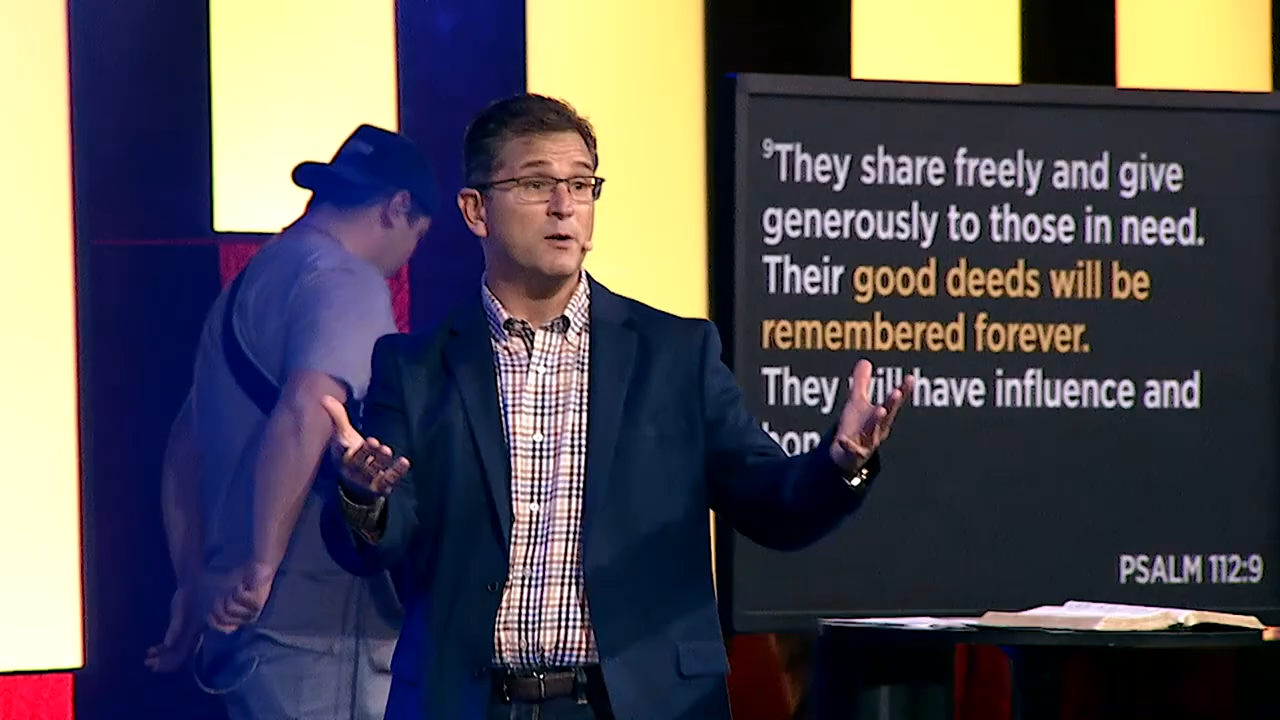 ⁹They share freely and give
generously to those in need.
Their good deeds will be
remembered forever.
They will have influence and
PSALM 112:9